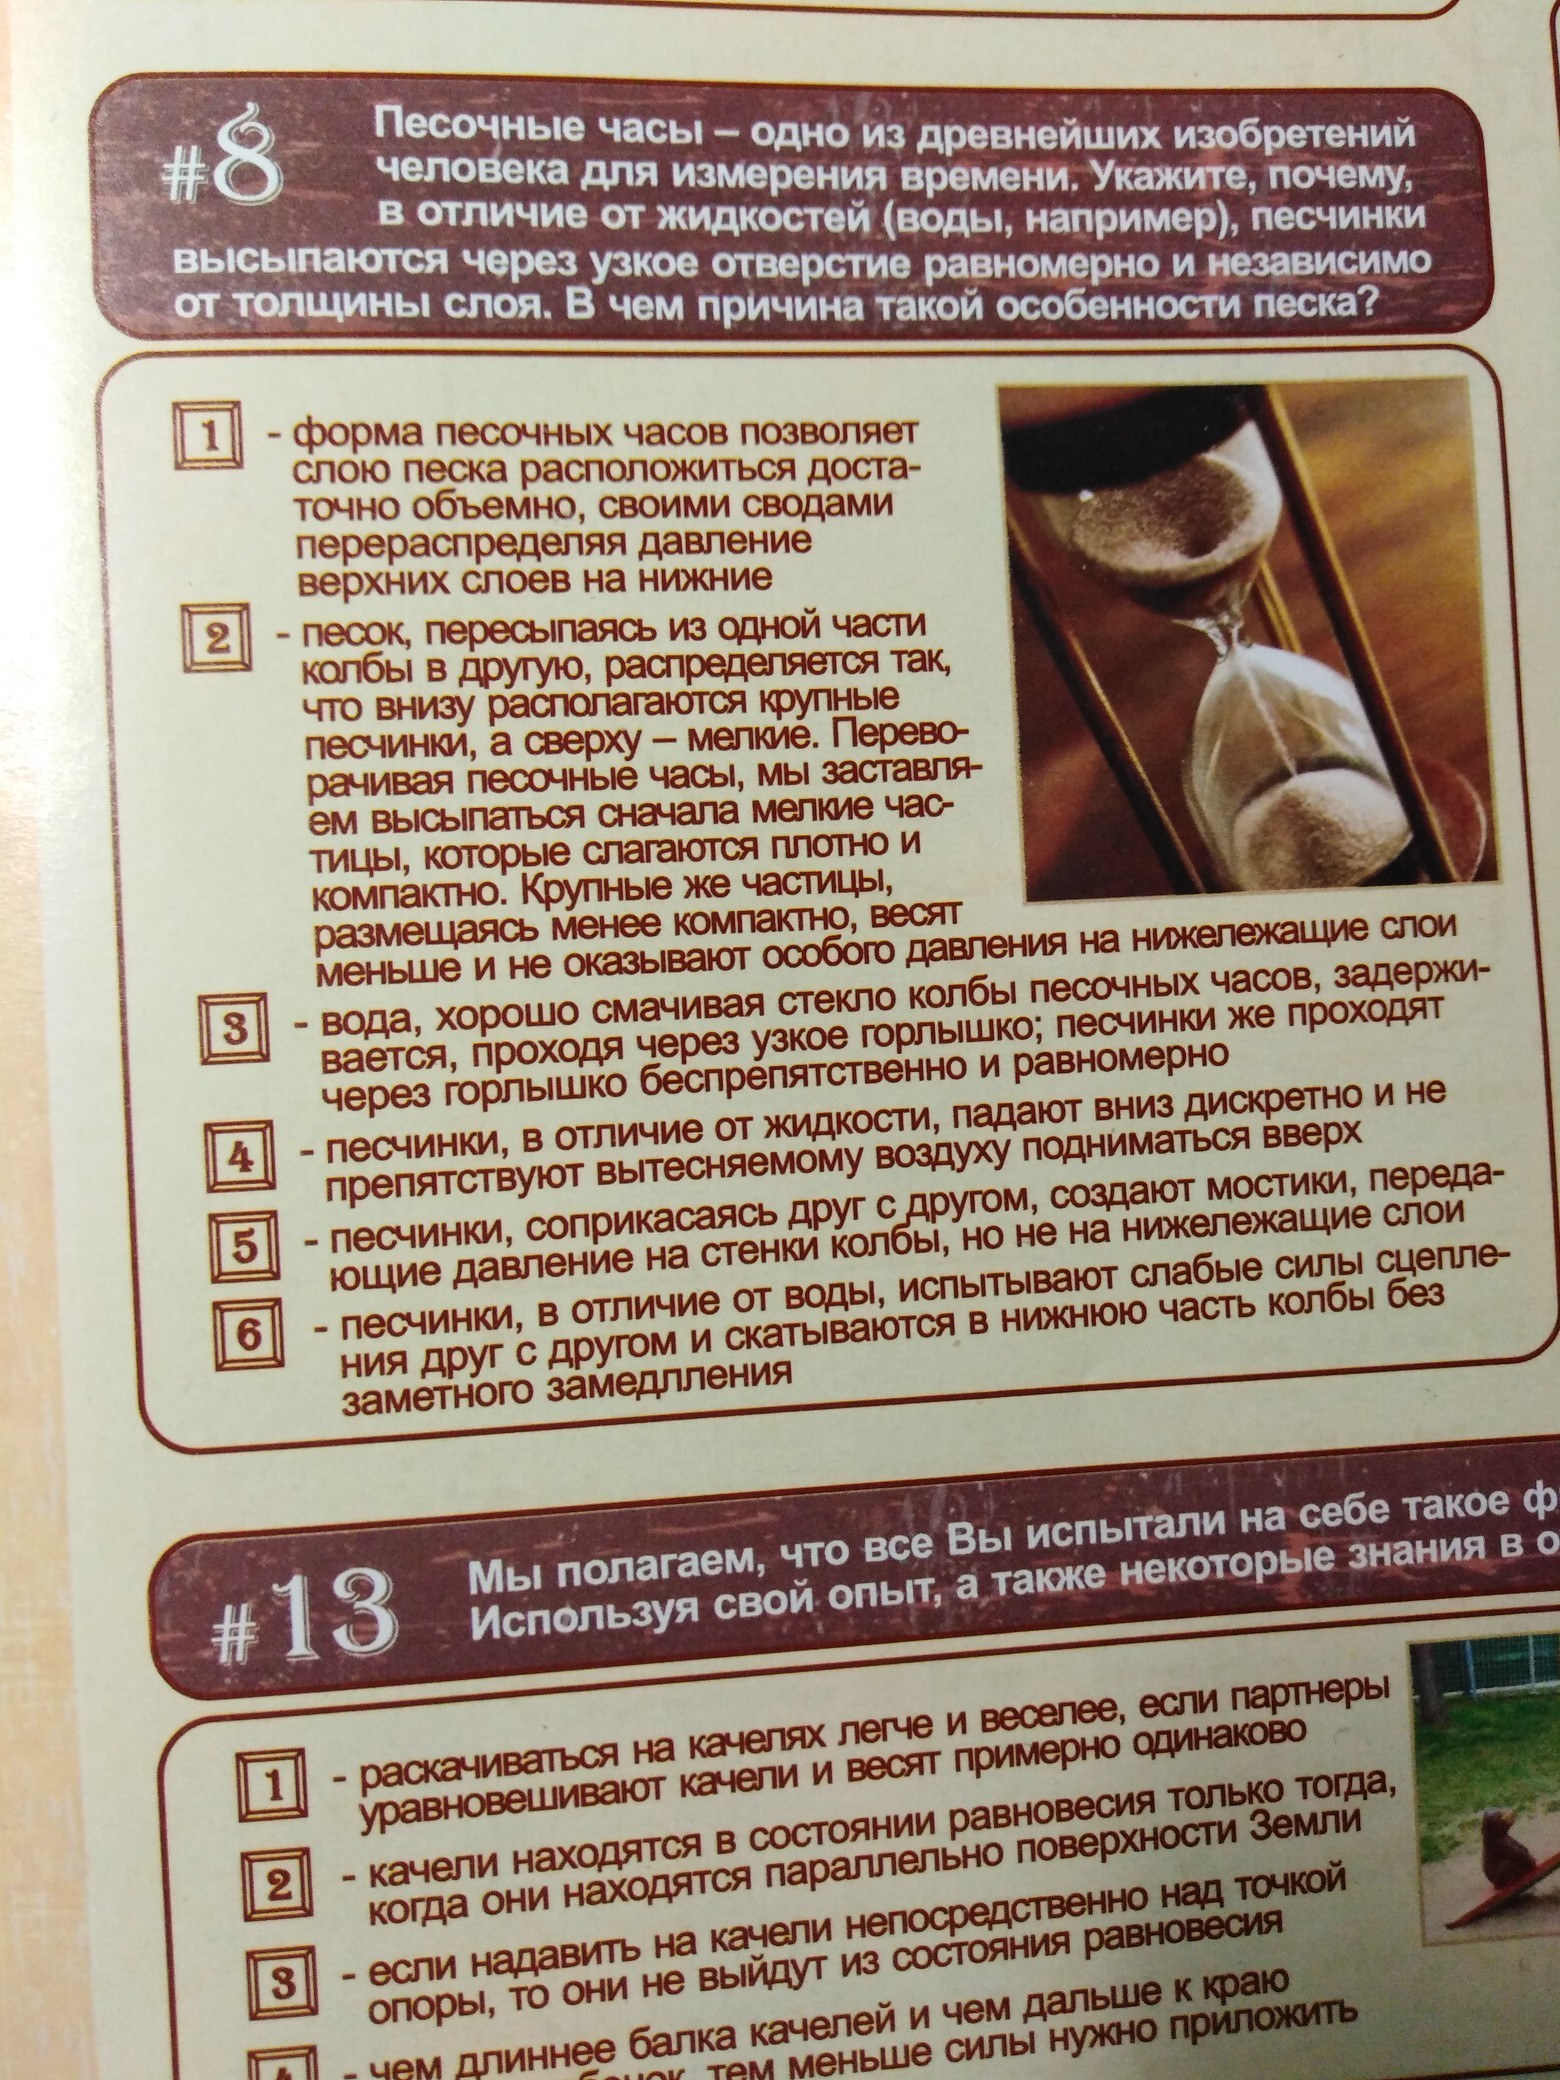 #8
Песочные часы – одно из древнейших изобретений
человека для измерения времени. Укажите, почему,
в отличие от жидкостей (воды, например), песчинки
высыпаются через узкое отверстие равномерно и независимо
от толщины слоя. В чем причина такой особенности песка?
1 - форма песочных часов позволяет
слою песка расположиться доста-
точно объемно, своими сводами
перераспределяя давление
верхних слоев на нижние
2 - песок, пересыпаясь из одной части
колбы в другую, распределяется так,
что внизу располагаются крупные
песчинки, а сверху – мелкие. Перево-
рачивая песочные часы, мы заставля-
ем высыпаться сначала мелкие час-
тицы, которые слагаются плотно и
компактно. Крупные же частицы,
размещаясь менее компактно, весят
меньше и не оказывают особого давления на нижележащие слои
3 - вода, хорошо смачивая стекло колбы песочных часов, задержи-
вается, проходя через узкое горлышко; песчинки же проходят
через горлышко беспрепятственно и равномерно
4 - песчинки, в отличие от жидкости, падают вниз дискретно и не
препятствуют вытесняемому воздуху подниматься вверх
5 - песчинки, соприкасаясь друг с другом, создают мостики, переда-
ющие давление на стенки колбы, но не на нижележащие слои
6 - песчинки, в отличие от воды, испытывают слабые силы сцепле-
ния друг с другом и скатываются в нижнюю часть колбы без
заметного замедлления
#13
Мы полагаем, что все Вы испытали на себе такое
Используя свой опыт, а также некоторые знания в
1 - раскачиваться на качелях легче и веселее, если партнеры
уравновешивают качели и весят примерно одинаково
2 - качели находятся в состоянии равновесия только тогда,
когда они находятся параллельно поверхности Земли
3 - если надавить на качели непосредственно над точкой
опоры, то они не выйдут из состояния равновесия
4 - чем длиннее балка качелей и чем дальше к краю
тем меньше силы нужно приложить